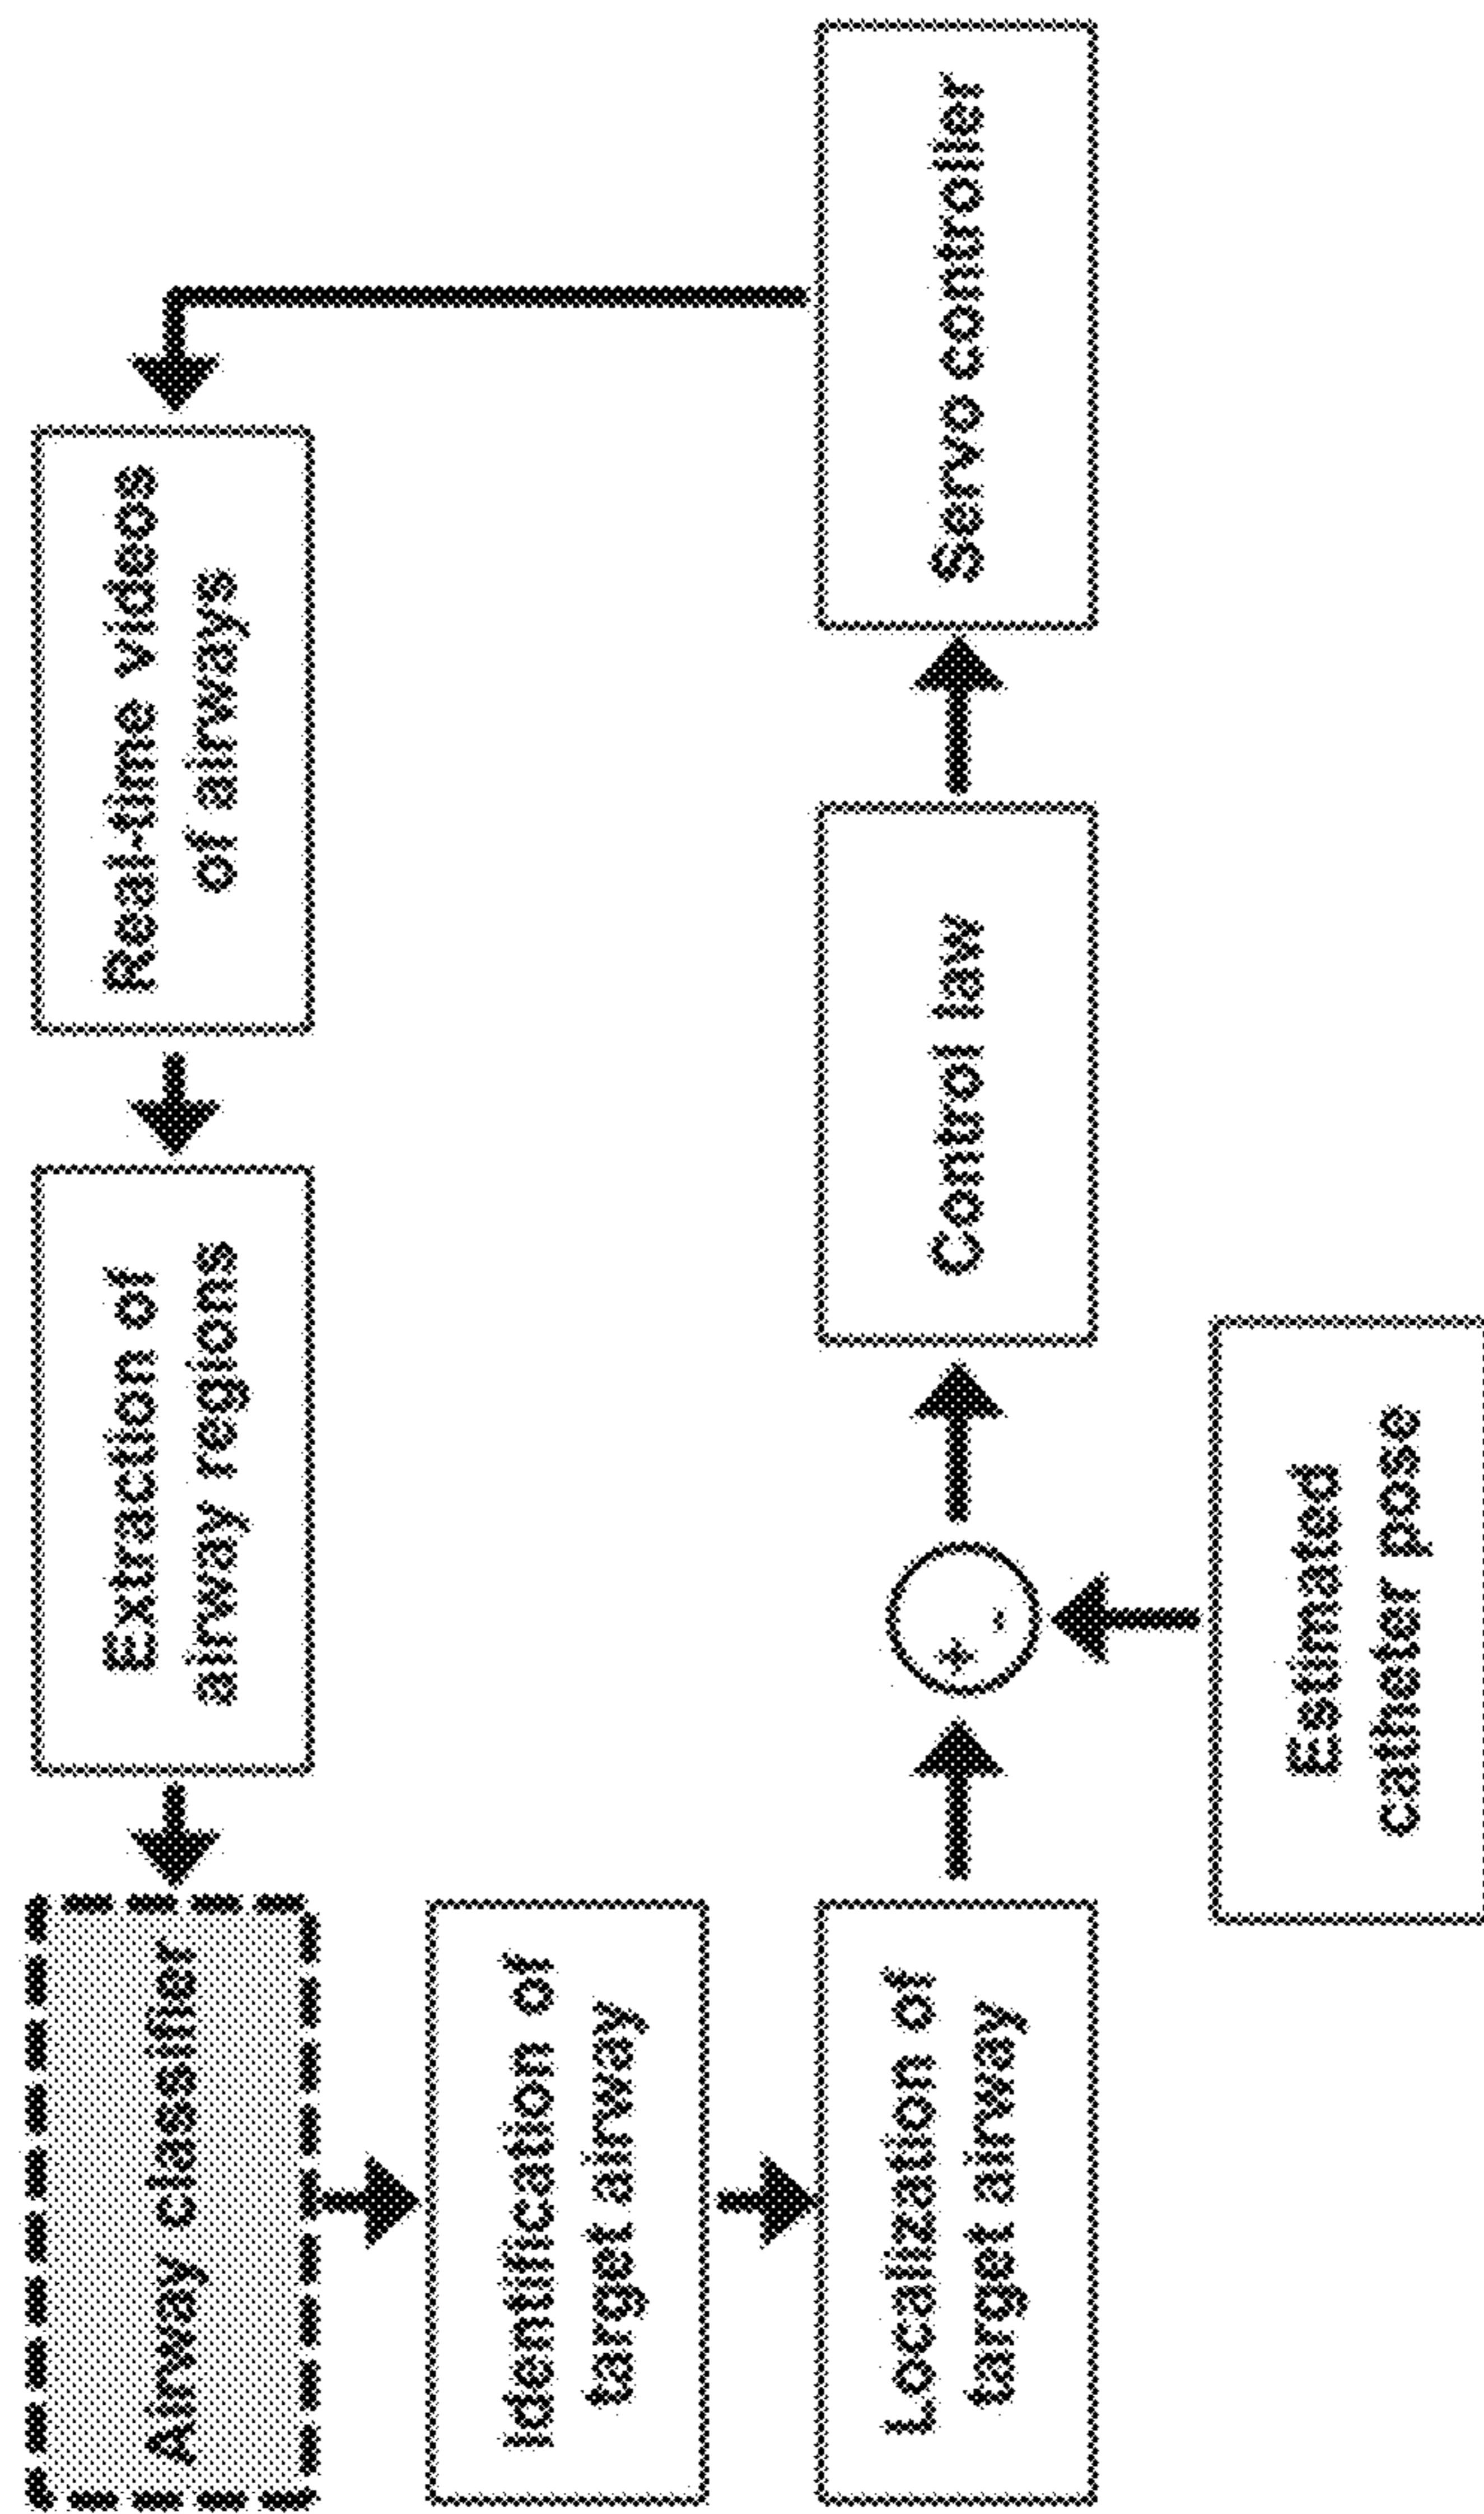 Real-time videos
of airways
Extraction of
airway regions
Airway classifier
Identification of
target airway
Localization of
target airway
+
-
Estimated
catheter pose
Control law
Servo controller